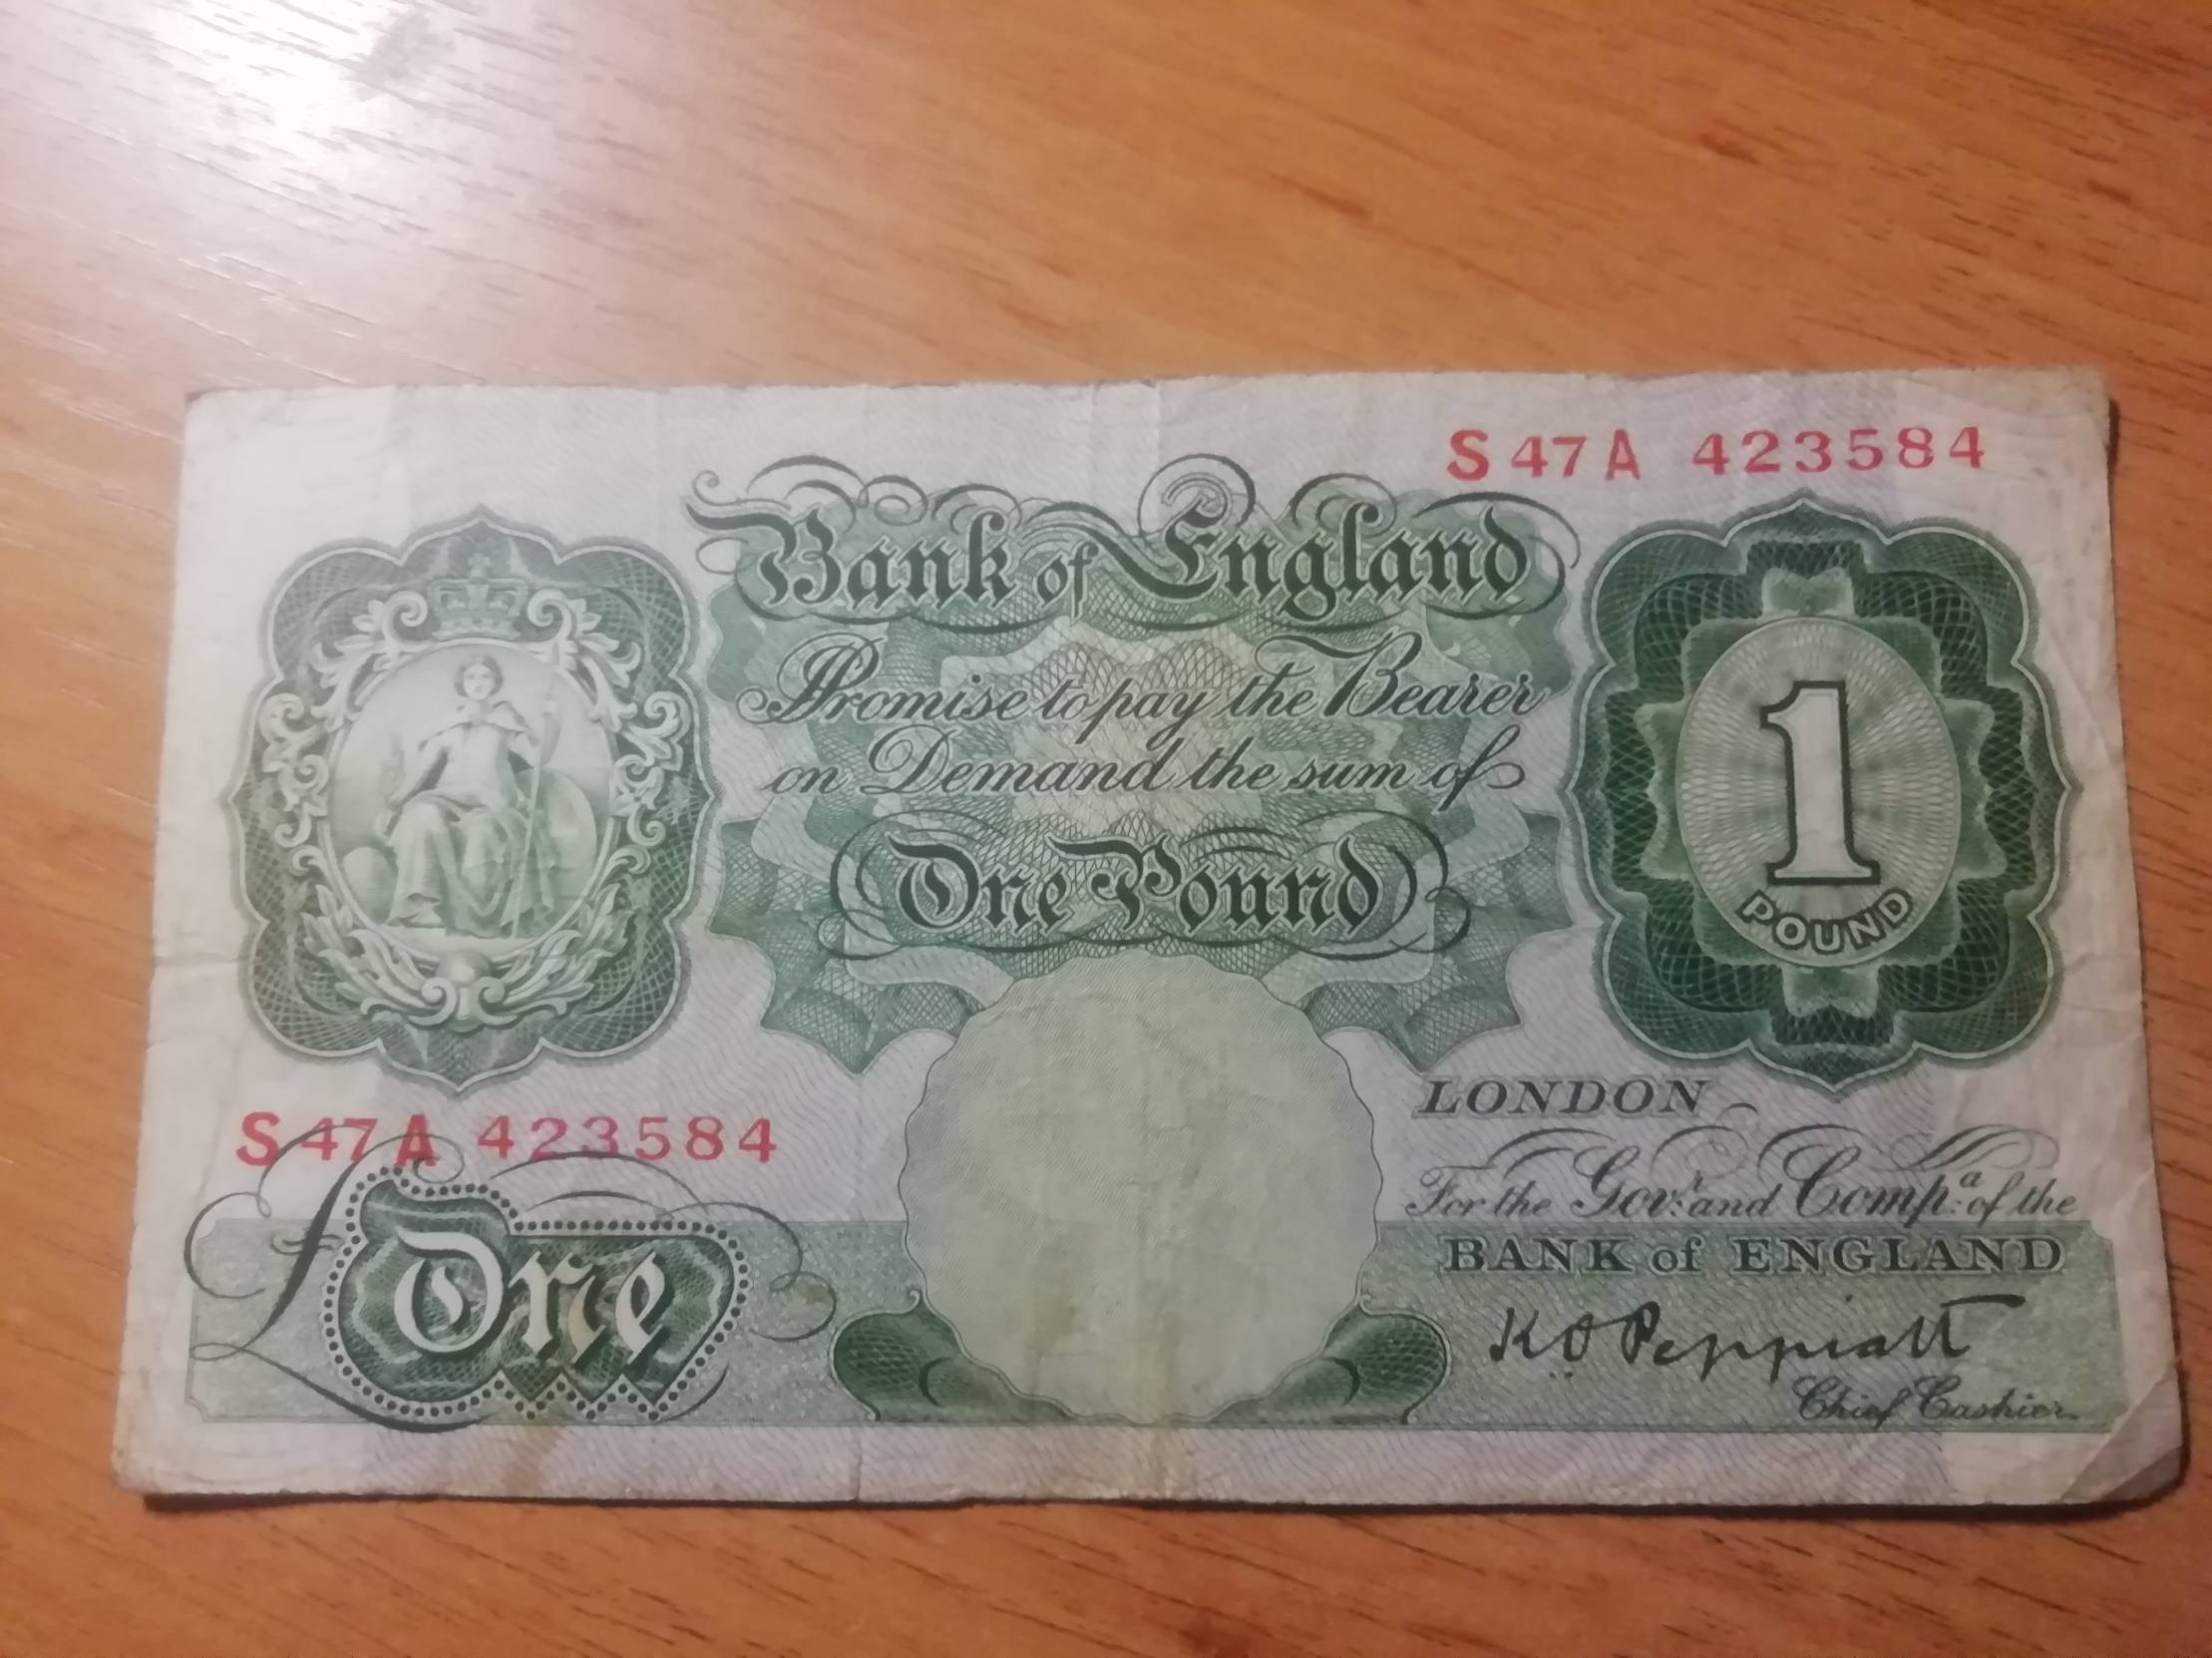 S47A 423584
Bank of England
Promise to pay the Bearer
on Demand the sum of
One Pound
1
POUND
LONDON
S47A 423584
For the Govr. and Compa. of the
BANK of ENGLAND
£One
K O Peppiatt
Chief Cashier.